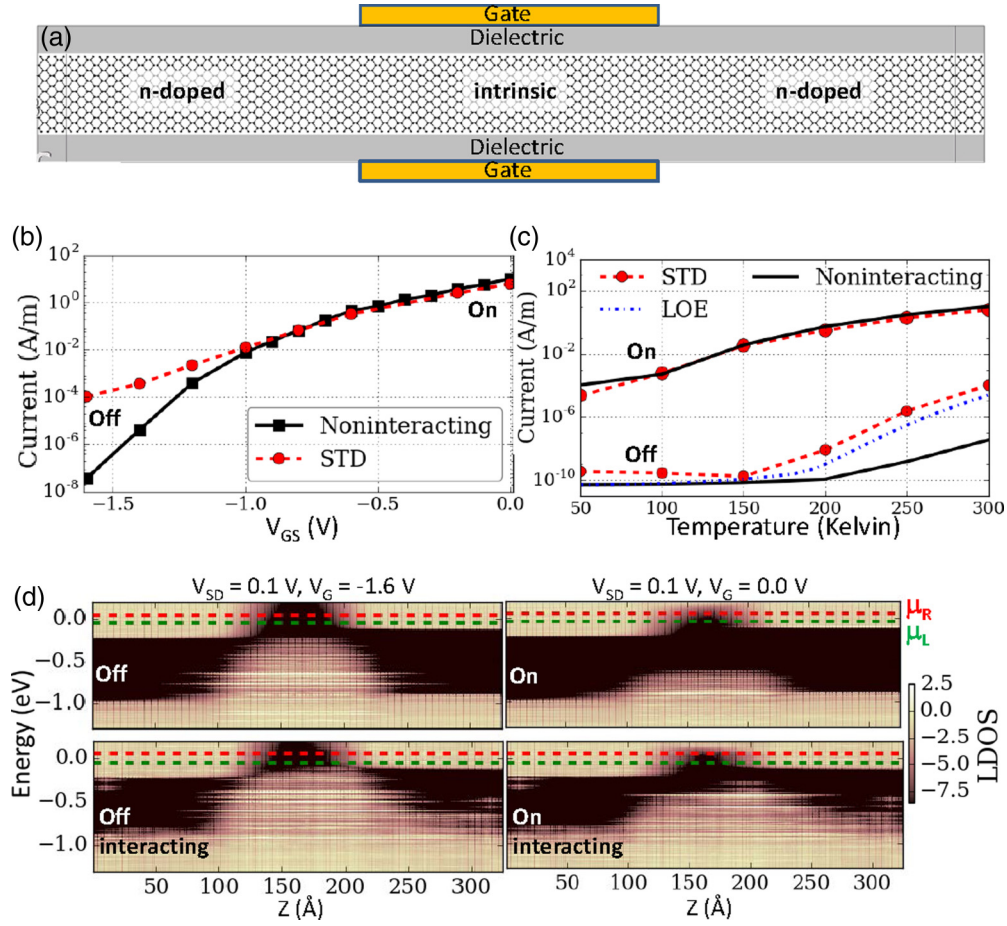 Gate
(a)
Dielectric
n-doped intrinsic n-doped
Dielectric
Gate
(b)
Current (A/m)
10^2
10^0
10^-2
10^-4
10^-6
10^-8
On
Off
Noninteracting
STD
−1.5 −1.0 −0.5 0.0
V_GS (V)
(c)
Current (A/m)
10^4
10^2
10^-2
10^-6
10^-10
STD Noninteracting
LOE
On
Off
50 100 150 200 250 300
Temperature (Kelvin)
(d)
V_SD = 0.1 V, V_G = -1.6 V V_SD = 0.1 V, V_G = 0.0 V
Energy (eV)
0.0
−0.5
−1.0
Off
On
μ_R
μ_L
0.0
−0.5
−1.0
Off
interacting
On
interacting
2.5
0.0
−2.5
−5.0
−7.5
LDOS
50 100 150 200 250 300
Z (Å)
50 100 150 200 250 300
Z (Å)